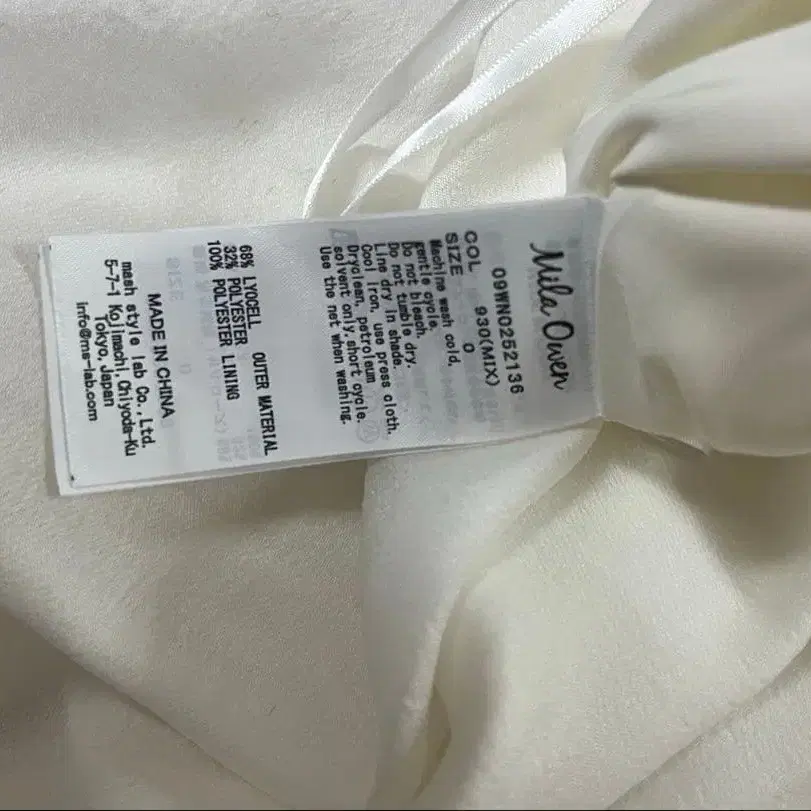 Mila Owen
09WNO252136
COL 930(MIX)
SIZE 0
Machine wash cold,
gentle cycle.
Do not bleach.
Do not tumble dry.
Line dry in shade.
Cool iron, use press cloth.
Dryclean, petroleum
solvent only, short cycle.
Use the net when washing.
OUTER MATERIAL
68% LYOCELL
32% POLYESTER
100% POLYESTER LINING
MADE IN CHINA
mash style lab Co.,Ltd.
5-7-1 Kojimachi, Chiyoda-Ku
Tokyo, Japan
info@ms-lab.com